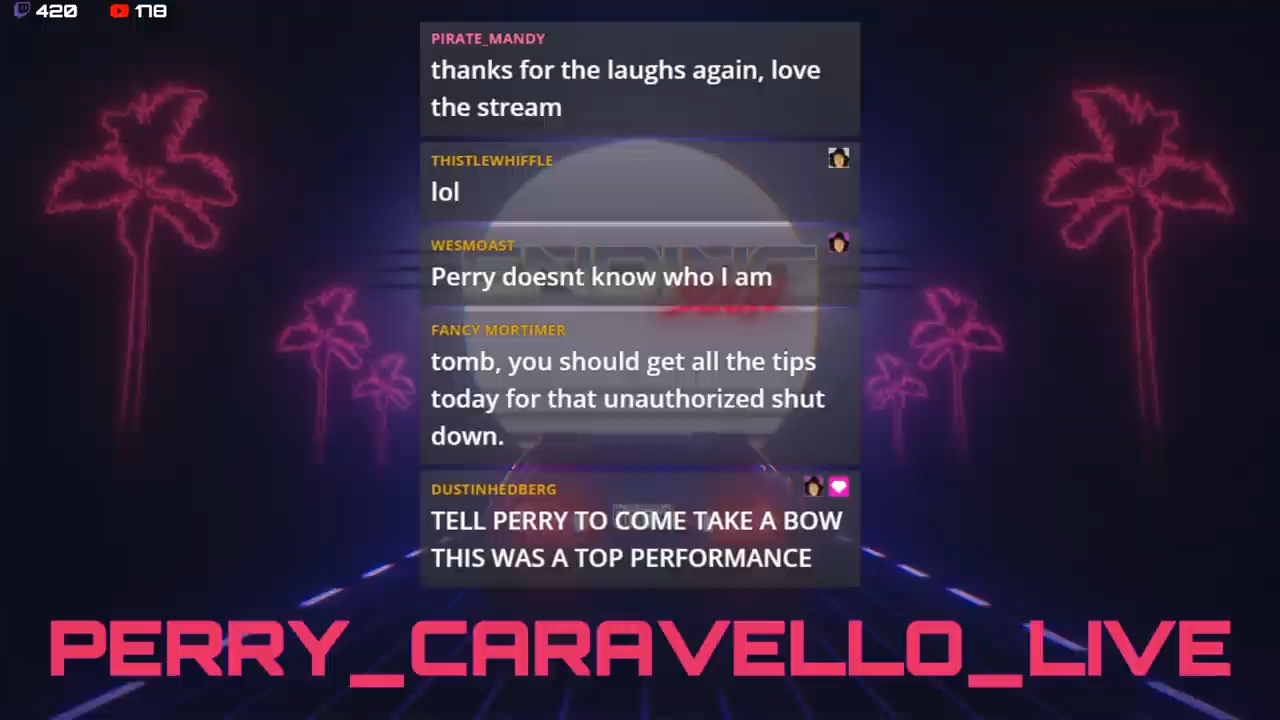 420 178
PIRATE_MANDY
thanks for the laughs again, love
the stream
THISTLEWHIFFLE
lol
WESMOAST
Perry doesnt know who I am
FANCY MORTIMER
tomb, you should get all the tips
today for that unauthorized shut
down.
DUSTINHEDBERG
TELL PERRY TO COME TAKE A BOW
THIS WAS A TOP PERFORMANCE
PERRY_CARAVELLO_LIVE